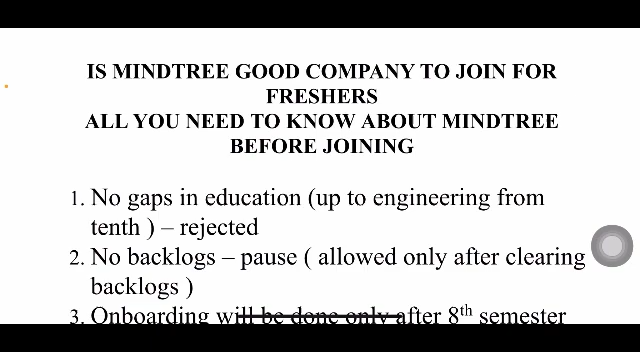 IS MINDTREE GOOD COMPANY TO JOIN FOR
FRESHERS
ALL YOU NEED TO KNOW ABOUT MINDTREE
BEFORE JOINING
1. No gaps in education (up to engineering from
tenth ) – rejected
2. No backlogs – pause ( allowed only after clearing
backlogs )
3. Onboarding will be done only after 8th semester